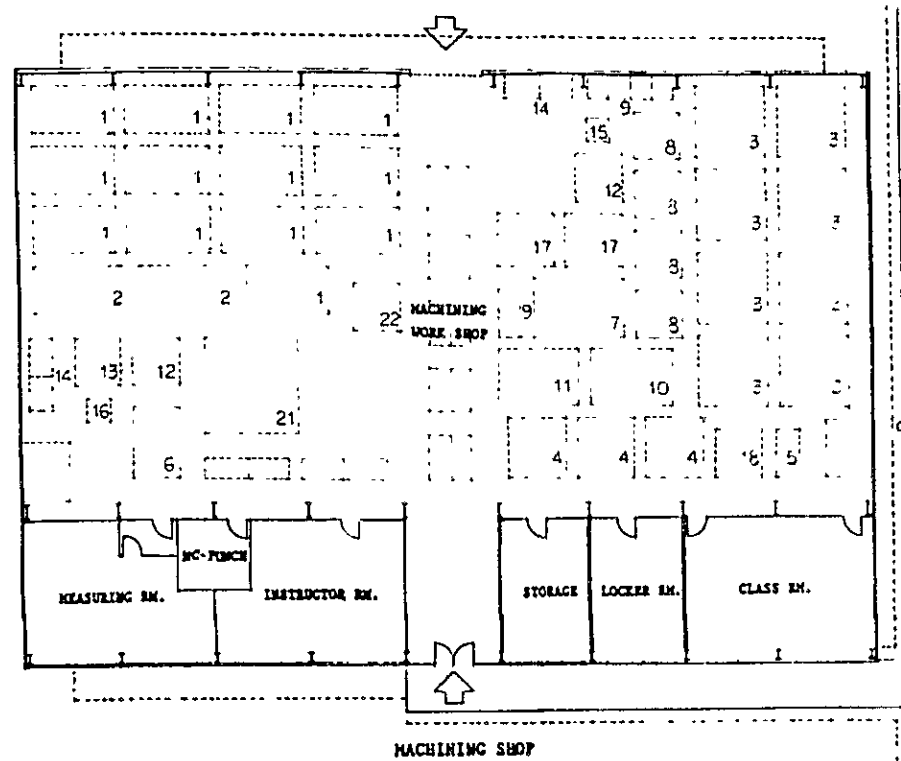 14 9
1 1 1 1 15 8 3 3
1 1 1 1 12 8
1 1 1 1 17 17 3 3
8
2 2 1 22 MACHINING 19 7 8 3
WORK SHOP
14 13 12 11 10 3
16 21
6 4 4 4 18 5
NC-PUNCH
MEASURING RM. INSTRUCTOR RM. STORAGE LOCKER RM. CLASS RM.
MACHINING SHOP